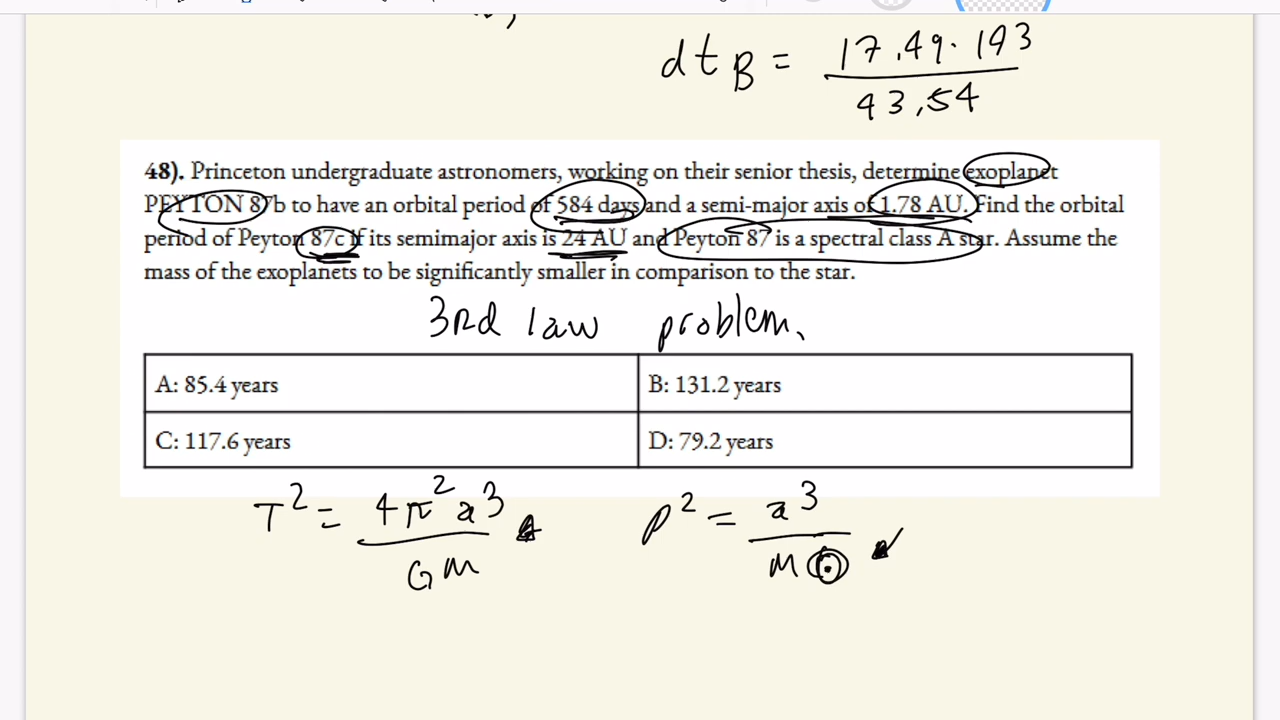 dt_B = 17.49·193 / 43.54
48). Princeton undergraduate astronomers, working on their senior thesis, determine exoplanet
PEYTON 87b to have an orbital period of 584 days and a semi-major axis of 1.78 AU. Find the orbital
period of Peyton 87c if its semimajor axis is 24 AU and Peyton 87 is a spectral class A star. Assume the
mass of the exoplanets to be significantly smaller in comparison to the star.
3rd law problem.
A: 85.4 years
B: 131.2 years
C: 117.6 years
D: 79.2 years
T² = 4π²a³ / GM
P² = a³ / M☉